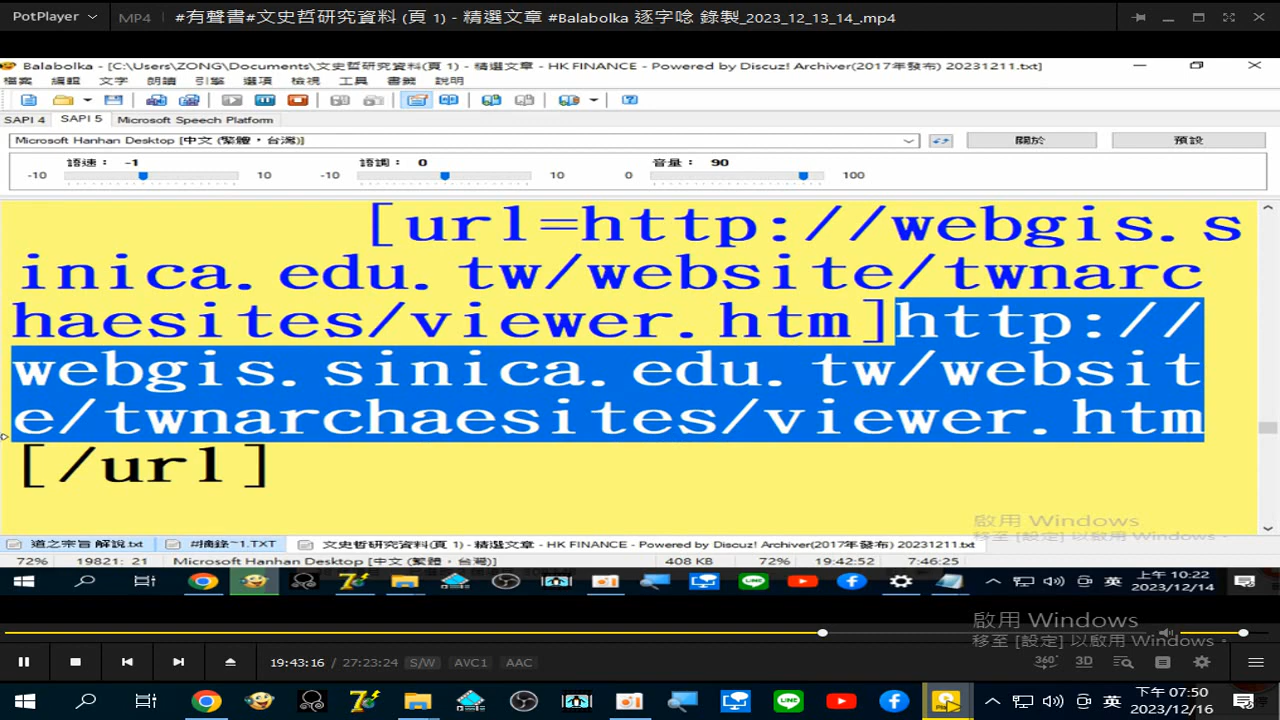 PotPlayer MP4 #有聲書#文史哲研究資料 (頁 1) - 精選文章 #Balabolka 逐字唸 錄製_2023_12_13_14_.mp4
Balabolka - [C:\Users\ZONG\Documents\文史哲研究資料(頁 1) - 精選文章 - HK FINANCE - Powered by Discuz! Archiver(2017年發布) 20231211.txt]
檔案 編輯 文字 朗讀 引擎 選項 檢視 工具 書籤 說明
SAPI 4 SAPI 5 Microsoft Speech Platform
Microsoft Hanhan Desktop [中文 (繁體，台灣)] 關於 預設
語速： -1 語調： 0 音量： 90
-10 10 -10 10 0 100
[url=http://webgis.s
inica.edu.tw/website/twnarc
haesites/viewer.htm]http://
webgis.sinica.edu.tw/websit
e/twnarchaesites/viewer.htm
[/url]
啟用 Windows
移至 [設定] 以啟用 Windows。
道之宗旨 解說.txt #摘錄~1.TXT 文史哲研究資料(頁 1) - 精選文章 - HK FINANCE - Powered by Discuz! Archiver(2017年發布) 20231211.txt
72% 19821: 21 Microsoft Hanhan Desktop [中文 (繁體，台灣)] 408 KB 72% 19:42:52 7:46:25
英 上午 10:22
2023/12/14
啟用 Windows
移至 [設定] 以啟用 Windows。
19:43:16 / 27:23:24 S/W AVC1 AAC 360° 3D
英 下午 07:50
2023/12/16